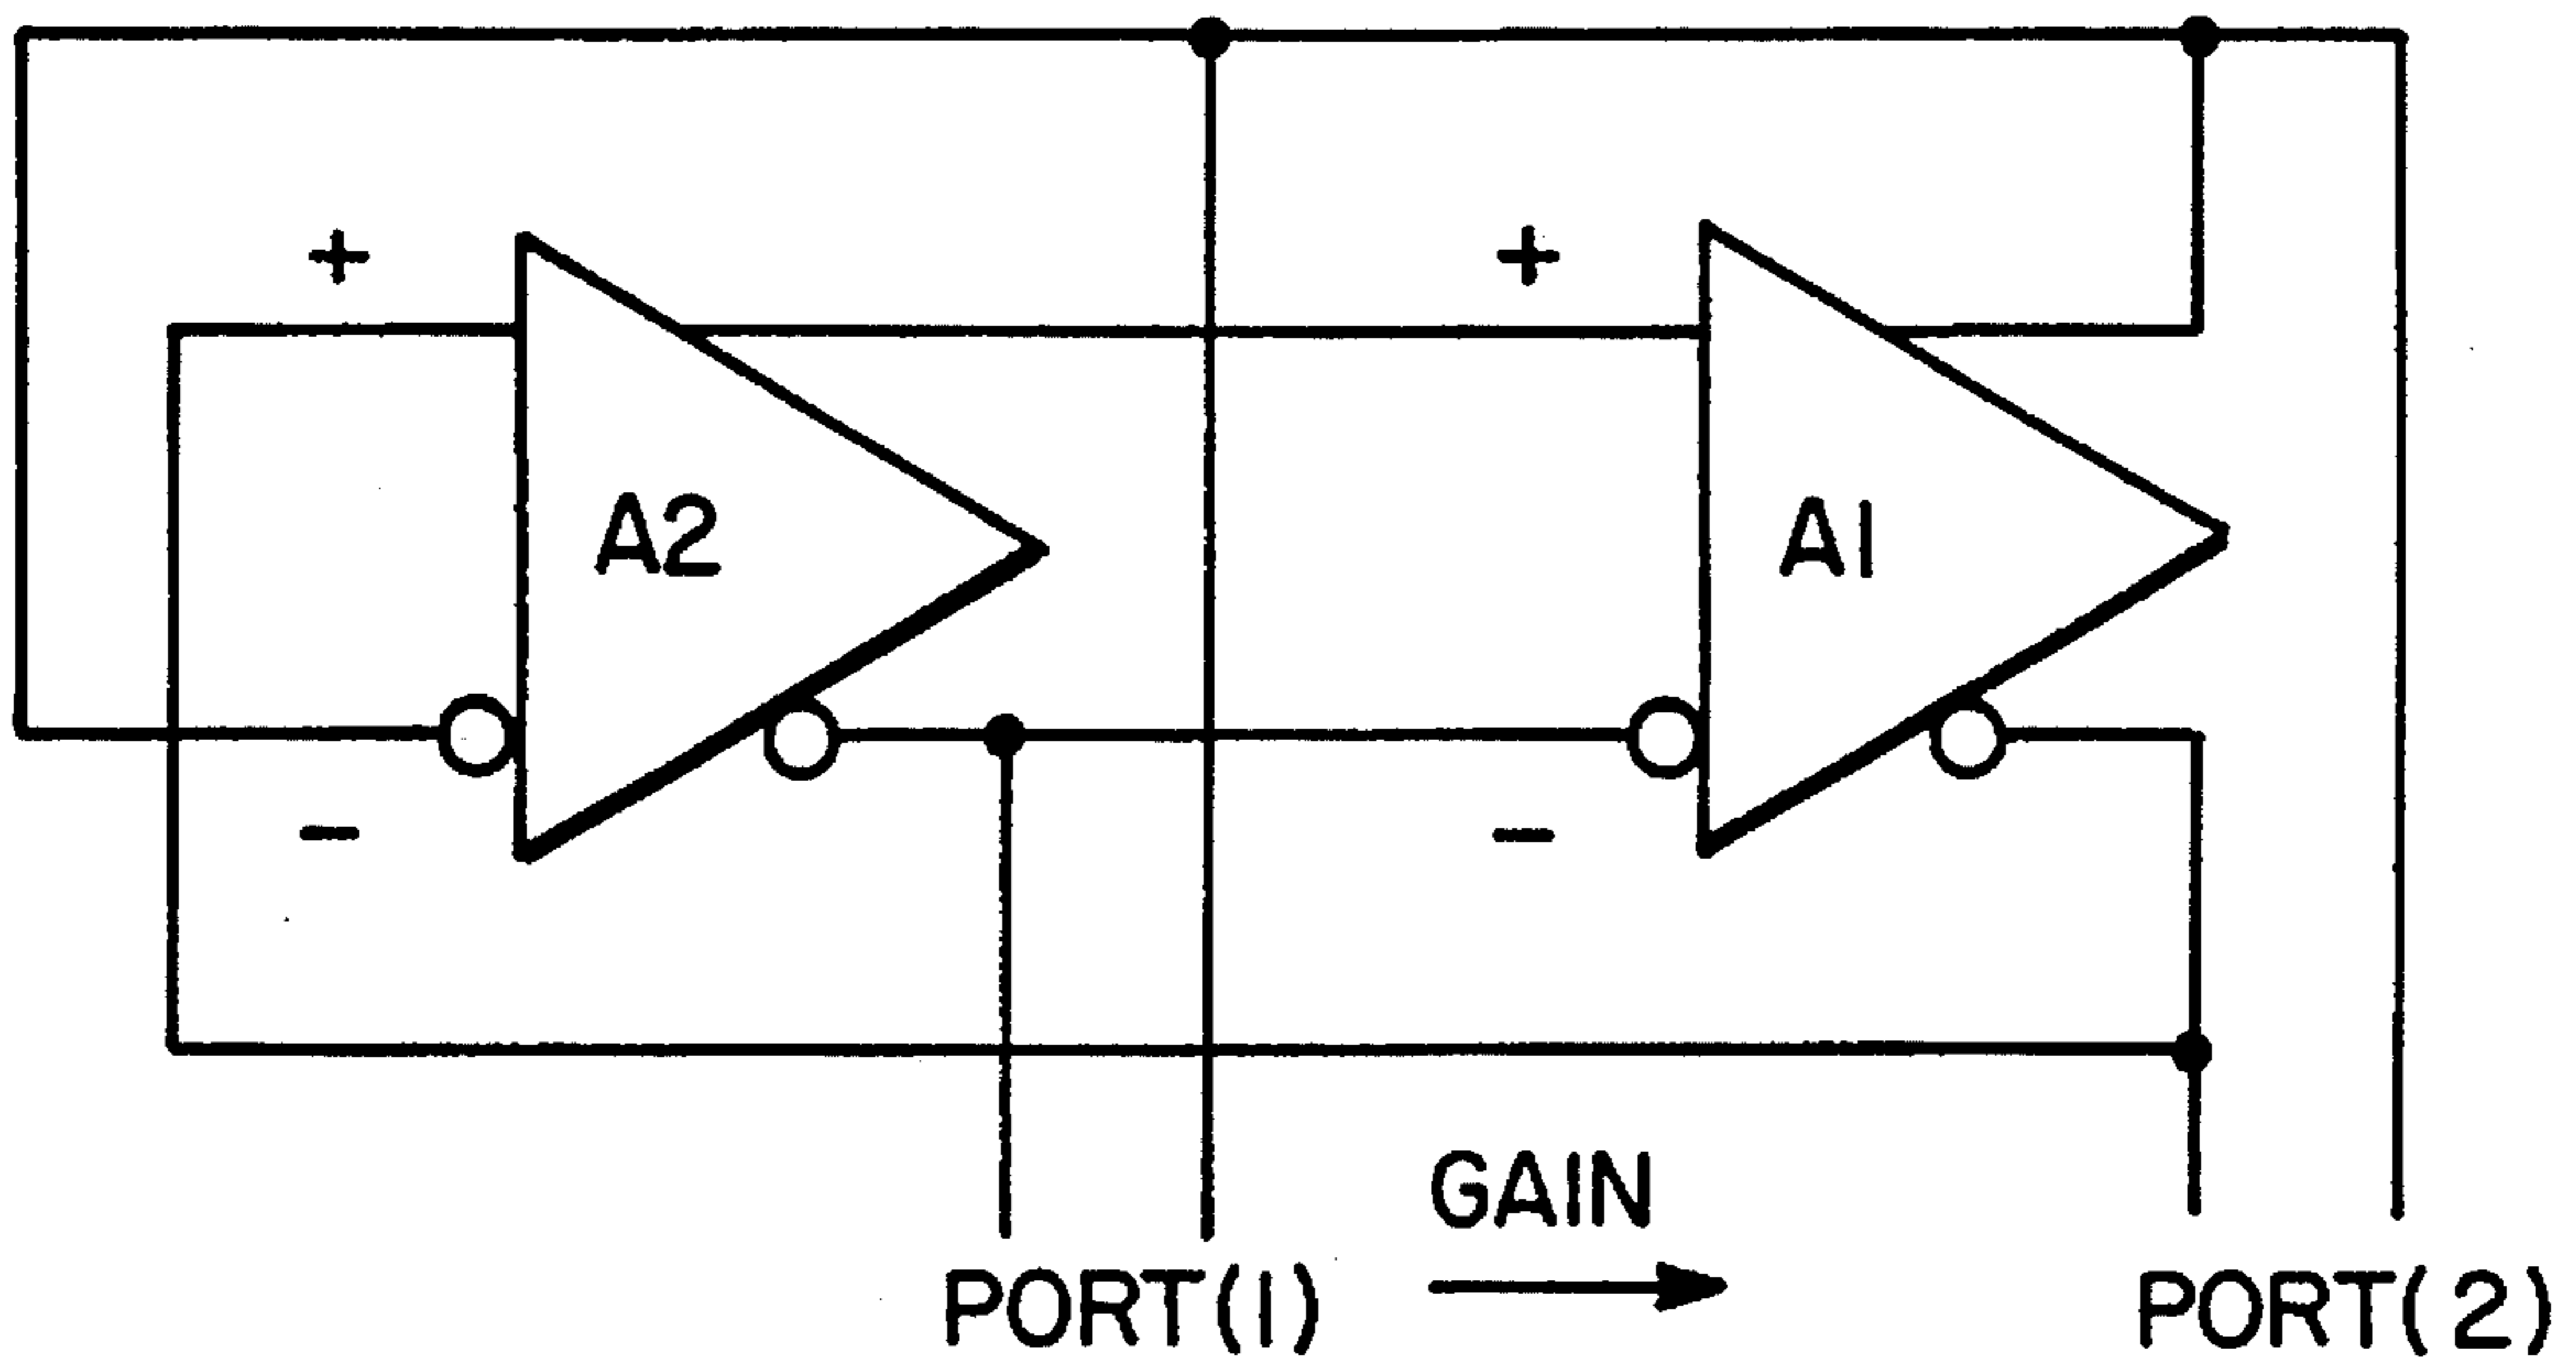 + +
A2 A1
− −
GAIN
PORT(1) PORT(2)